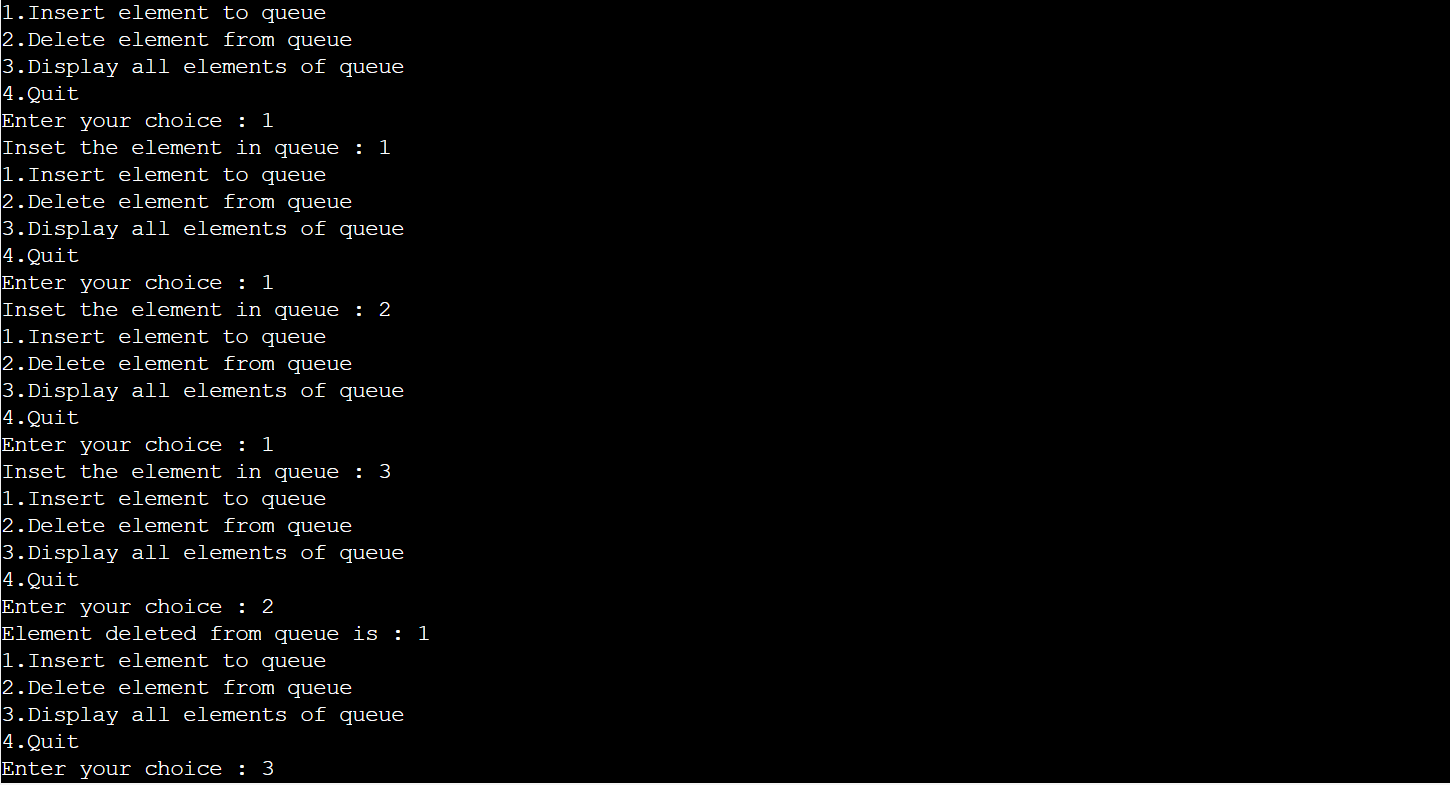 1.Insert element to queue
2.Delete element from queue
3.Display all elements of queue
4.Quit
Enter your choice : 1
Inset the element in queue : 1
1.Insert element to queue
2.Delete element from queue
3.Display all elements of queue
4.Quit
Enter your choice : 1
Inset the element in queue : 2
1.Insert element to queue
2.Delete element from queue
3.Display all elements of queue
4.Quit
Enter your choice : 1
Inset the element in queue : 3
1.Insert element to queue
2.Delete element from queue
3.Display all elements of queue
4.Quit
Enter your choice : 2
Element deleted from queue is : 1
1.Insert element to queue
2.Delete element from queue
3.Display all elements of queue
4.Quit
Enter your choice : 3